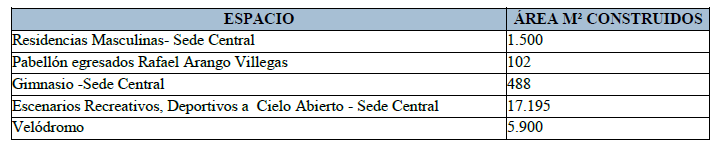 ESPACIO ÁREA M² CONSTRUIDOS
Residencias Masculinas- Sede Central 1.500
Pabellón egresados Rafael Arango Villegas 102
Gimnasio -Sede Central 488
Escenarios Recreativos, Deportivos a Cielo Abierto - Sede Central 17.195
Velódromo 5.900